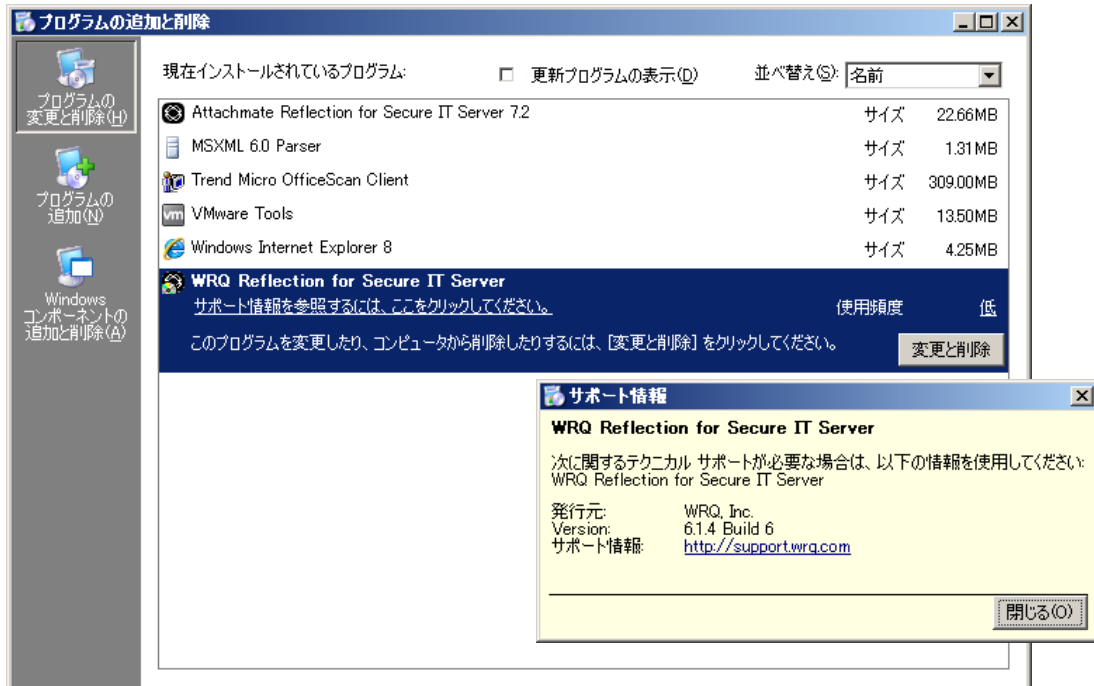 プログラムの追加と削除
プログラムの
変更と削除(H)
プログラムの
追加(N)
Windows
コンポーネントの
追加と削除(A)
現在インストールされているプログラム:
更新プログラムの表示(D)
並べ替え(S):
名前
Attachmate Reflection for Secure IT Server 7.2
サイズ 22.66MB
MSXML 6.0 Parser
サイズ 1.31MB
Trend Micro OfficeScan Client
サイズ 309.00MB
vm VMware Tools
サイズ 13.50MB
Windows Internet Explorer 8
サイズ 4.25MB
WRQ Reflection for Secure IT Server
サポート情報を参照するには、ここをクリックしてください。
使用頻度 低
このプログラムを変更したり、コンピュータから削除したりするには、[変更と削除] をクリックしてください。
変更と削除
サポート情報
WRQ Reflection for Secure IT Server
次に関するテクニカル サポートが必要な場合は、以下の情報を使用してください:
WRQ Reflection for Secure IT Server
発行元: WRQ, Inc.
Version: 6.1.4 Build 6
サポート情報: http://support.wrq.com
閉じる(O)